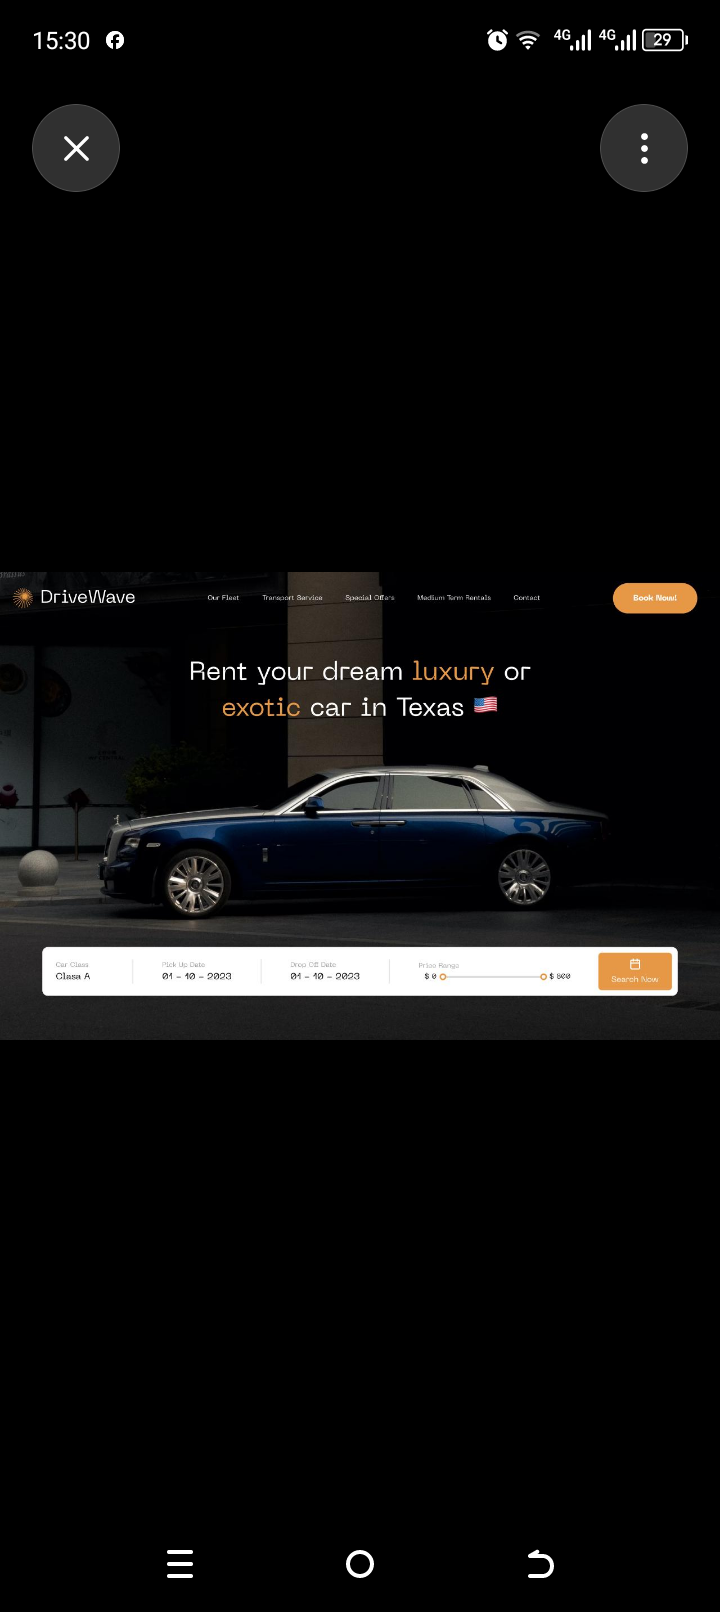 15:30
4G 4G 29
DriveWave
Our Fleet Transport Service Special Offers Medium Term Rentals Contact
Book Now!
Rent your dream luxury or
exotic car in Texas 🇺🇸
Car Class Pick Up Date Drop Off Date Price Range
Class A 01 - 10 - 2023 01 - 10 - 2023 $ 0 $ 800
Search Now